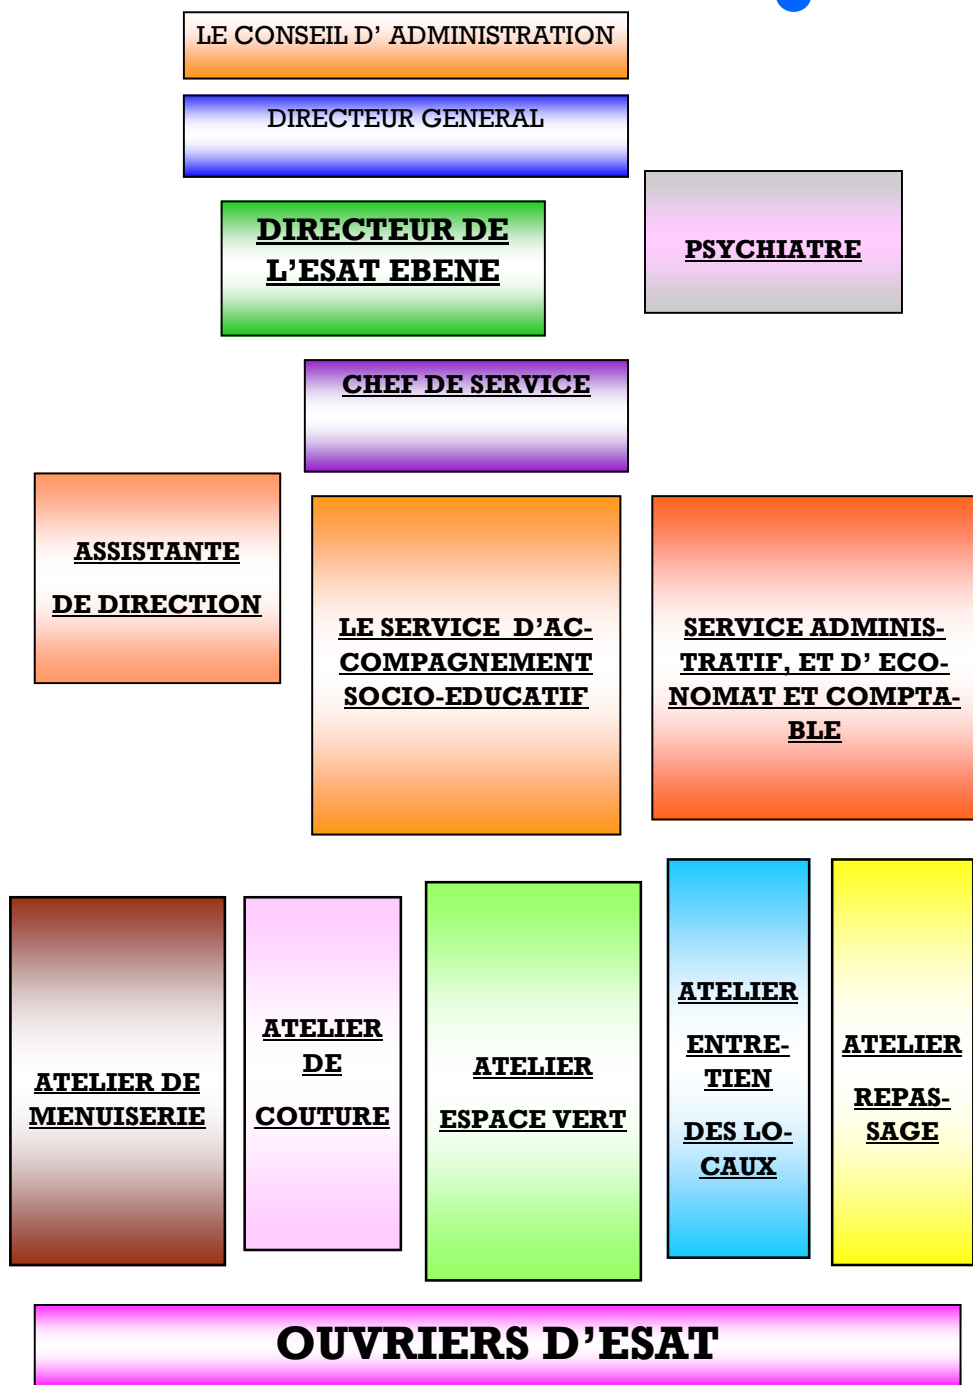 LE CONSEIL D' ADMINISTRATION
DIRECTEUR GENERAL
DIRECTEUR DE
L'ESAT EBENE
PSYCHIATRE
CHEF DE SERVICE
ASSISTANTE
DE DIRECTION
LE SERVICE  D'AC-
COMPAGNEMENT
SOCIO-EDUCATIF
SERVICE ADMINIS-
TRATIF, ET D' ECO-
NOMAT ET COMPTA-
BLE
ATELIER DE
MENUISERIE
ATELIER
DE
COUTURE
ATELIER
ESPACE VERT
ATELIER
ENTRE-
TIEN
DES LO-
CAUX
ATELIER
REPAS-
SAGE
OUVRIERS D'ESAT